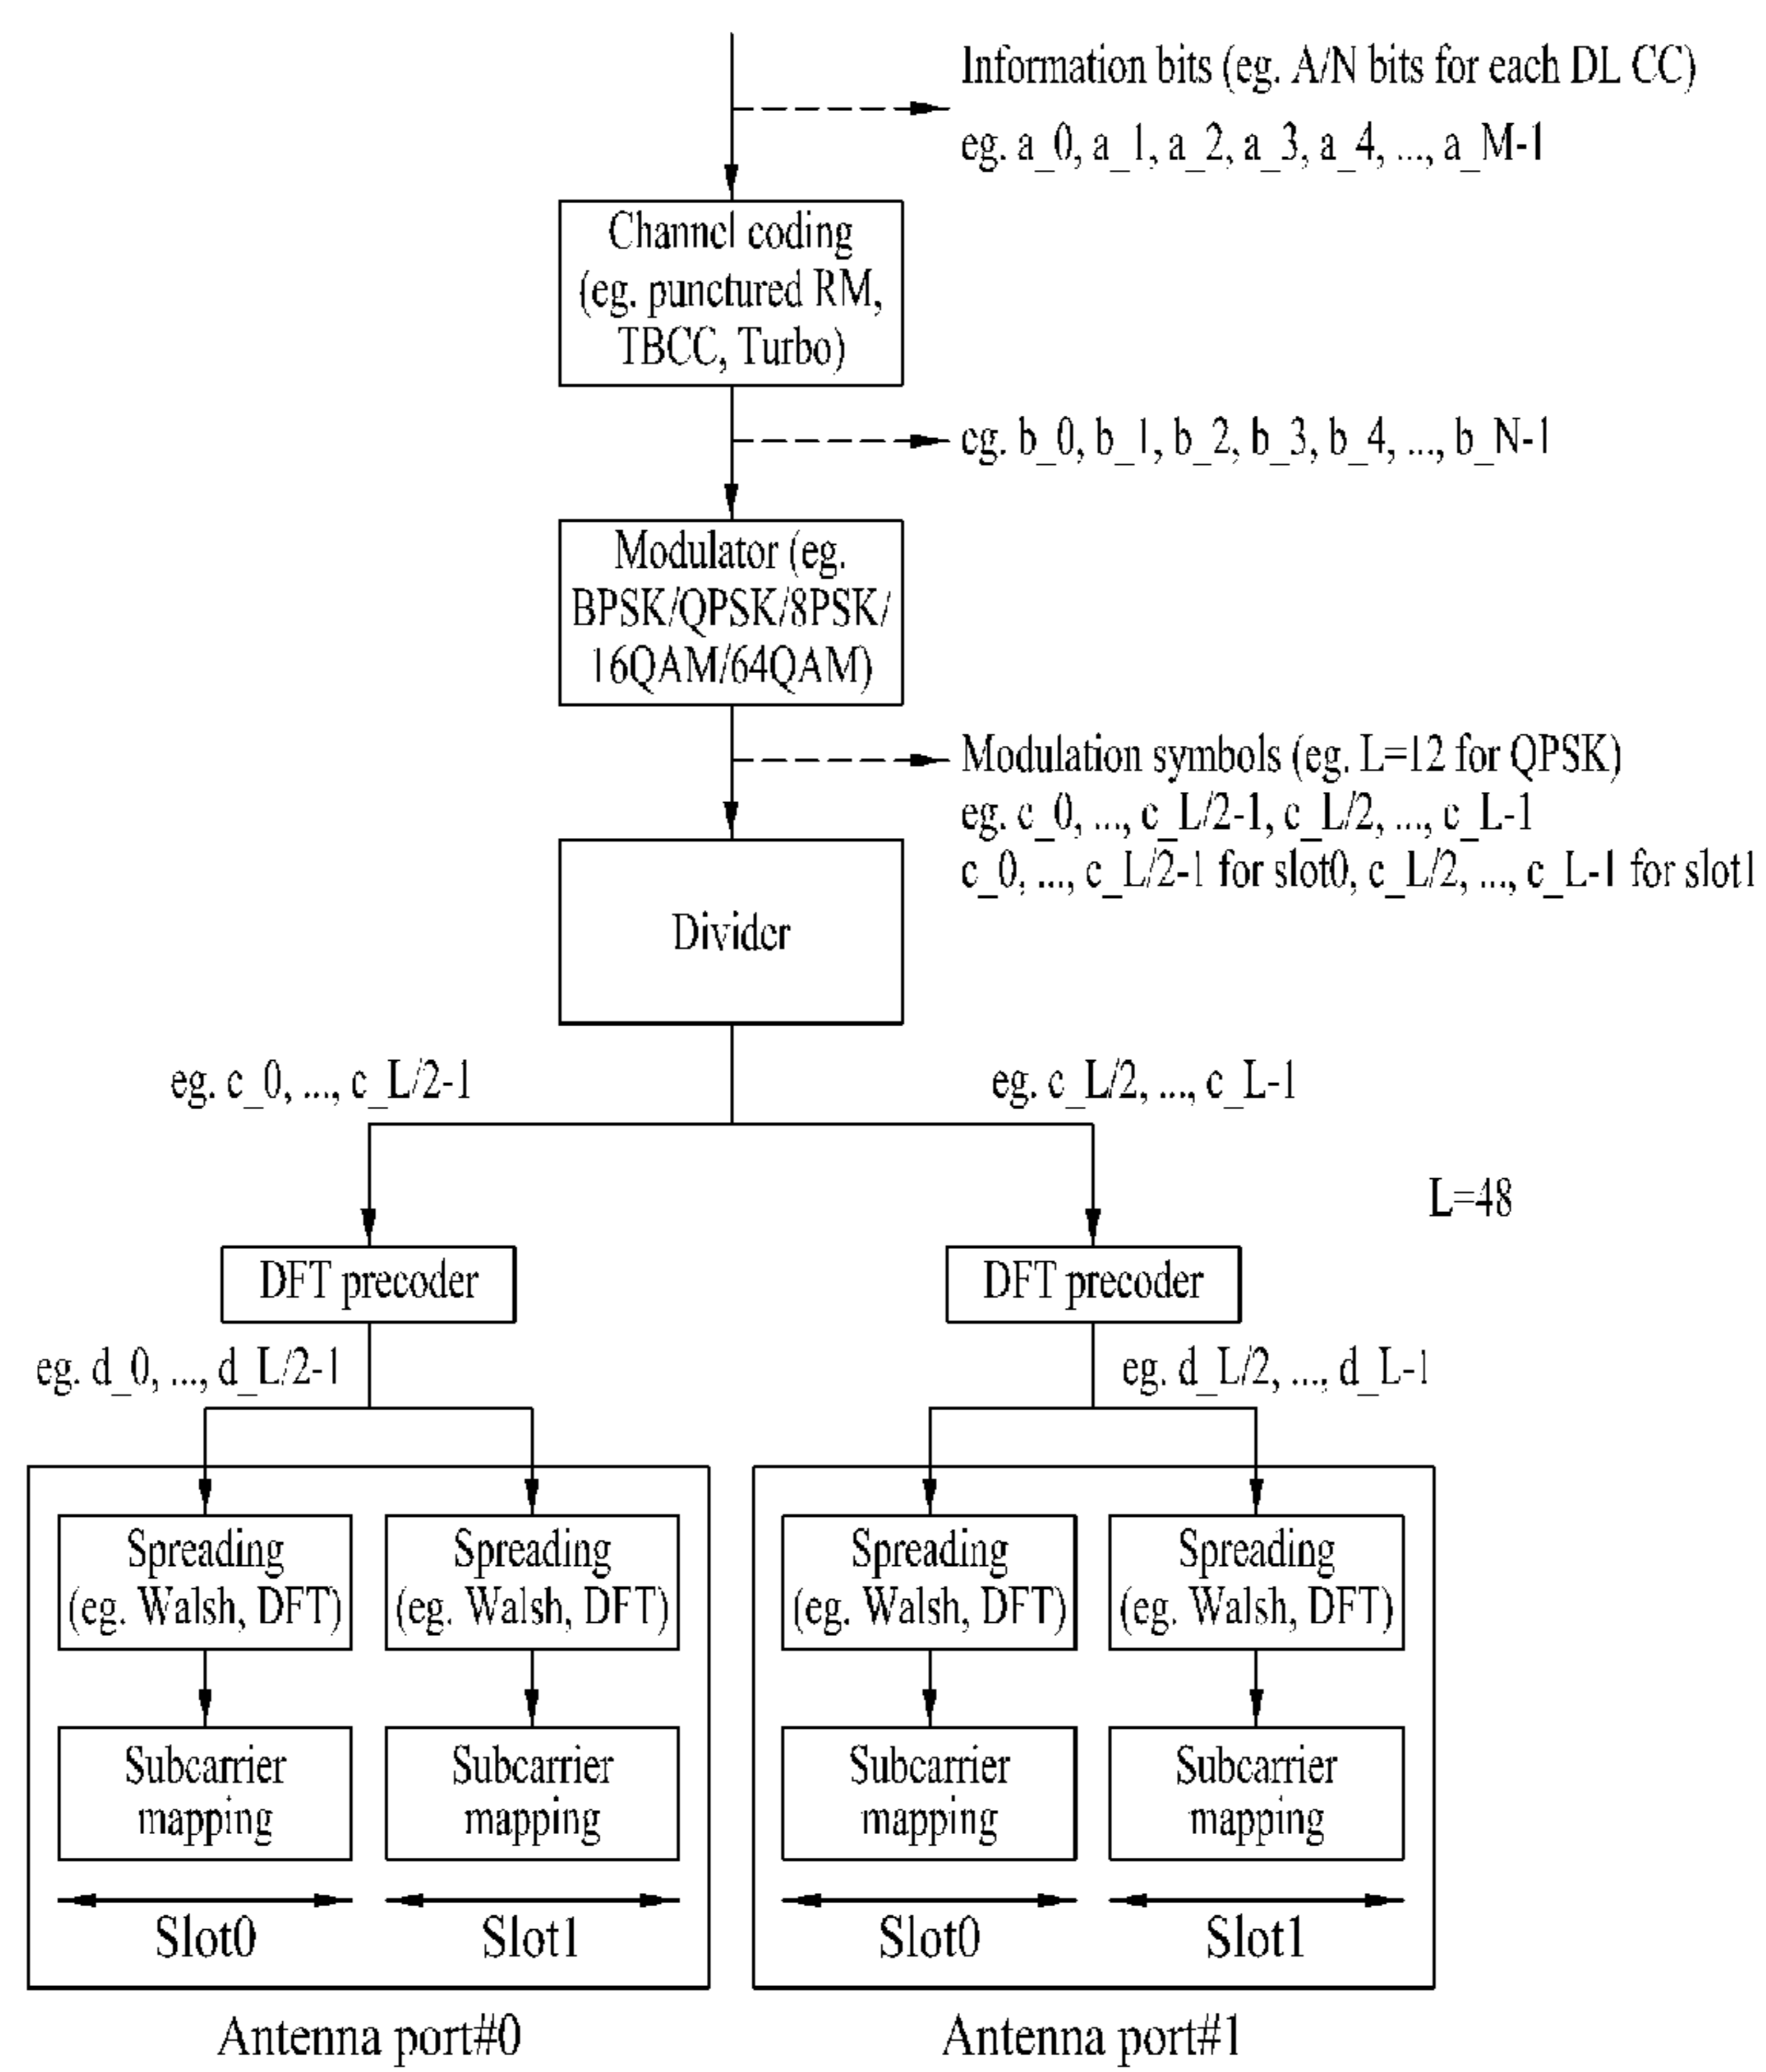 Information bits (eg. A/N bits for each DL CC)
eg. a_0, a_1, a_2, a_3, a_4, ..., a_M-1
Channel coding
(eg. punctured RM,
TBCC, Turbo)
eg. b_0, b_1, b_2, b_3, b_4, ..., b_N-1
Modulator (eg.
BPSK/QPSK/8PSK/
16QAM/64QAM)
Modulation symbols (eg. L=12 for QPSK)
eg. c_0, ..., c_L/2-1, c_L/2, ..., c_L-1
c_0, ..., c_L/2-1 for slot0, c_L/2, ..., c_L-1 for slot1
Divider
eg. c_0, ..., c_L/2-1
eg. c_L/2, ..., c_L-1
L=48
DFT precoder
DFT precoder
eg. d_0, ..., d_L/2-1
eg. d_L/2, ..., d_L-1
Spreading
(eg. Walsh, DFT)
Spreading
(eg. Walsh, DFT)
Spreading
(eg. Walsh, DFT)
Spreading
(eg. Walsh, DFT)
Subcarrier
mapping
Subcarrier
mapping
Subcarrier
mapping
Subcarrier
mapping
Slot0
Slot1
Slot0
Slot1
Antenna port#0
Antenna port#1